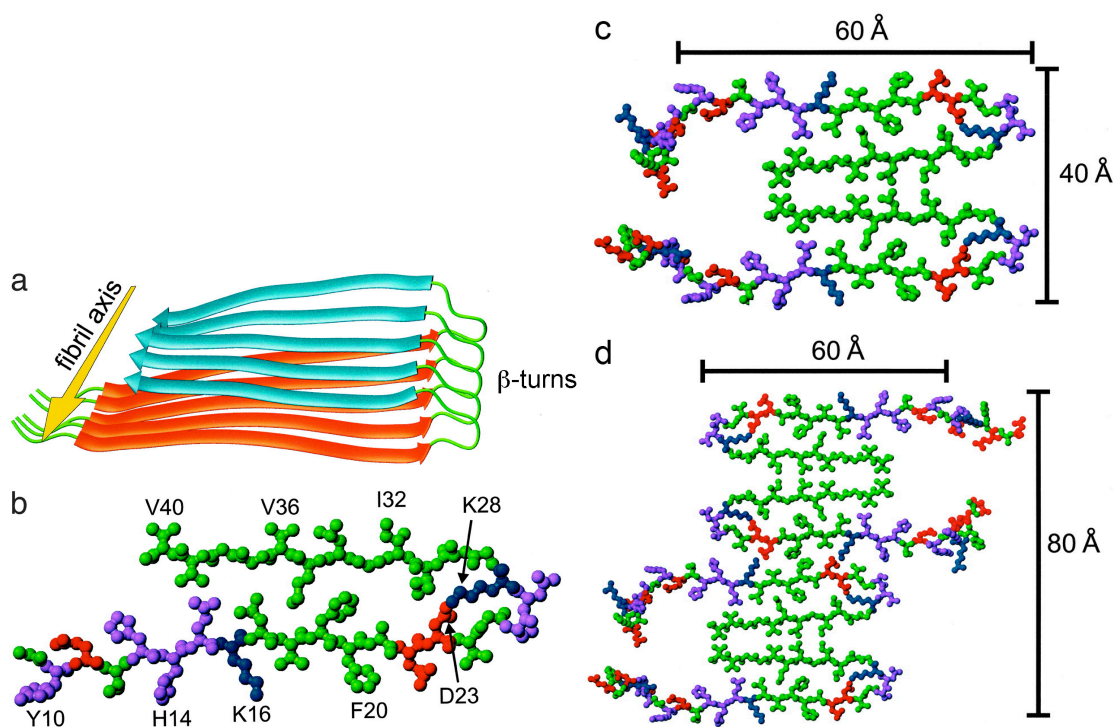 a
fibril axis
β-turns
b
V40
V36
I32
K28
Y10
H14
K16
F20
D23
c
60 Å
40 Å
d
60 Å
80 Å